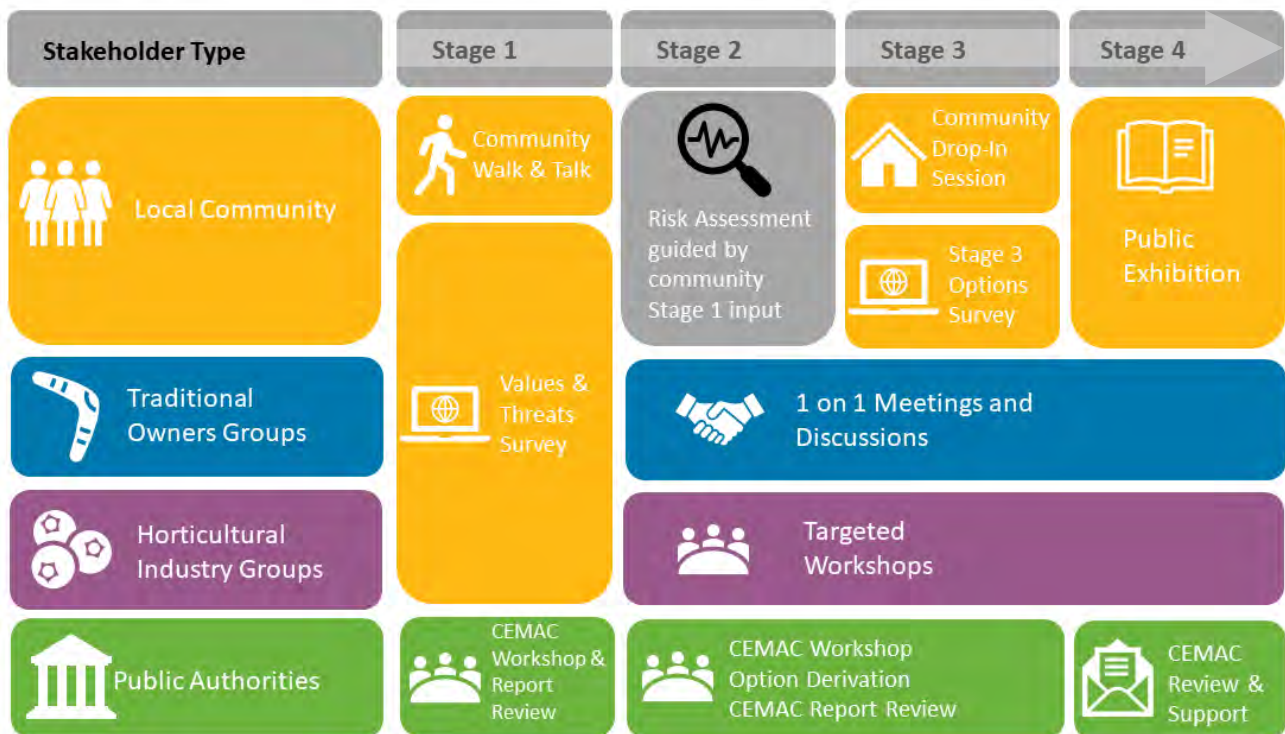 Stakeholder Type
Stage 1
Stage 2
Stage 3
Stage 4
Local Community
Community
Walk & Talk
Risk Assessment
guided by
community
Stage 1 input
Community
Drop-In
Session
Stage 3
Options
Survey
Public
Exhibition
Traditional
Owners Groups
Values &
Threats
Survey
1 on 1 Meetings and
Discussions
Horticultural
Industry Groups
Targeted
Workshops
Public Authorities
CEMAC
Workshop &
Report
Review
CEMAC Workshop
Option Derivation
CEMAC Report Review
CEMAC
Review &
Support